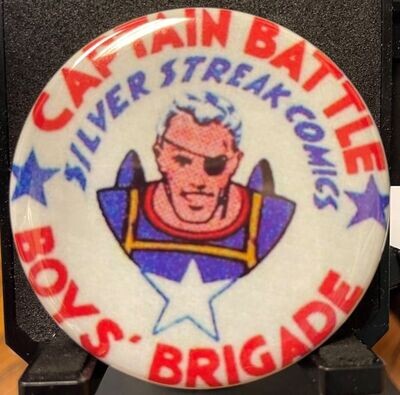 CAPTAIN BATTLE
SILVER STREAK COMICS
BOYS' BRIGADE